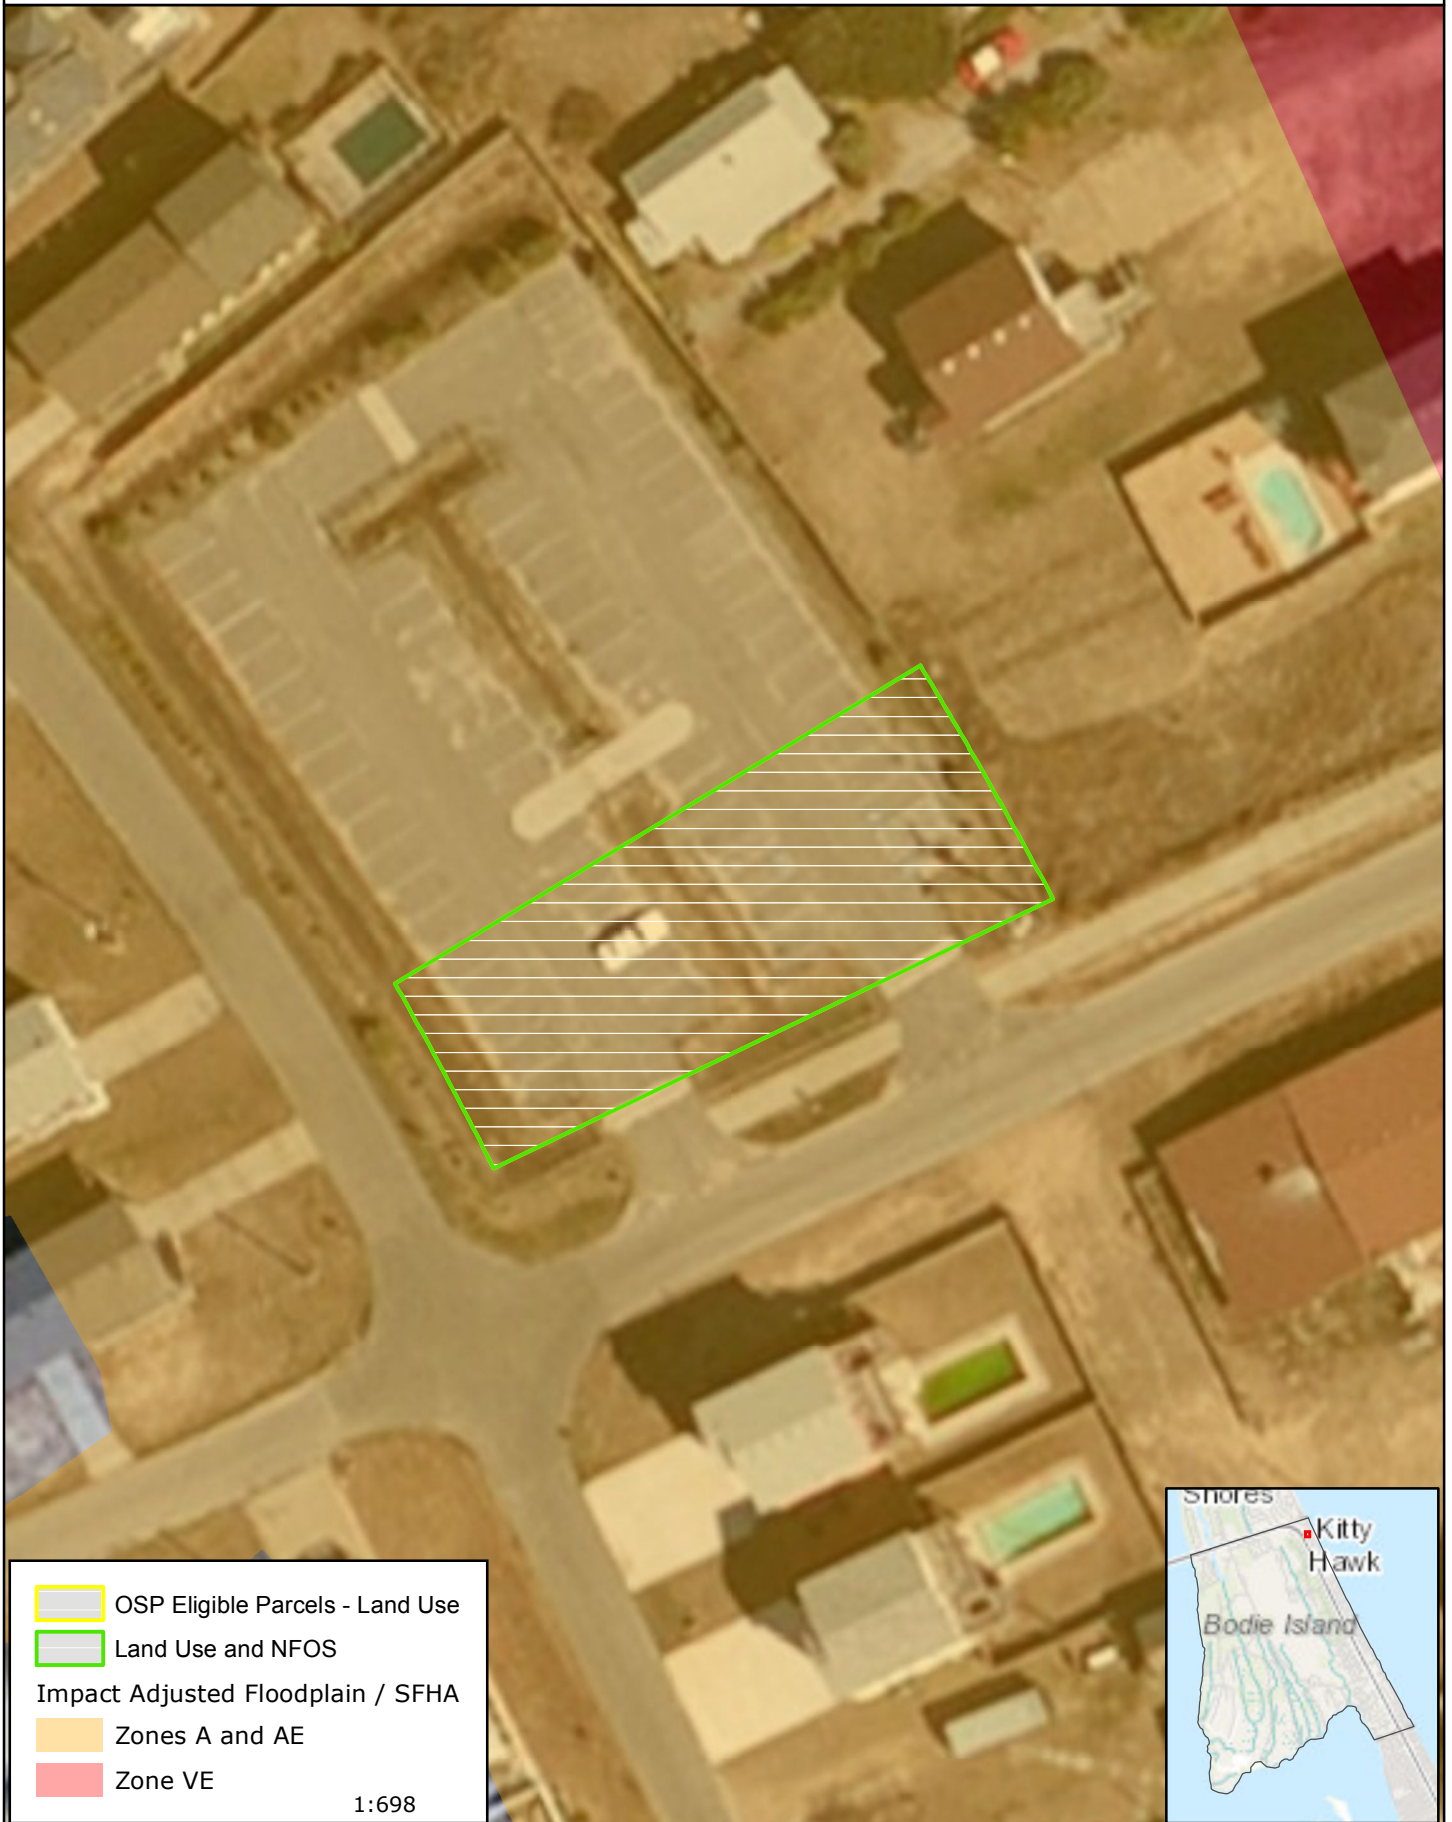 OSP Eligible Parcels - Land Use
Land Use and NFOS
Impact Adjusted Floodplain / SFHA
Zones A and AE
Zone VE
1:698
Shores
Kitty
Hawk
Bodie Island